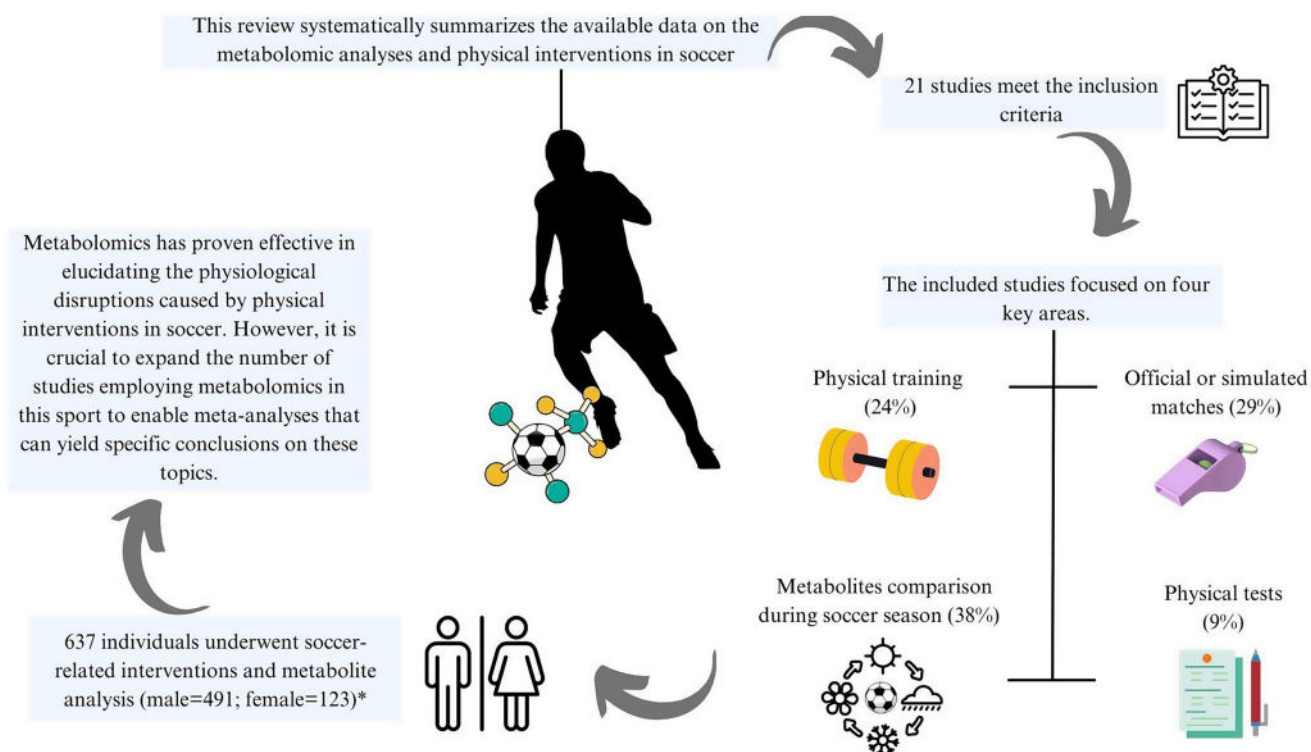 This review systematically summarizes the available data on the
metabolomic analyses and physical interventions in soccer
21 studies meet the inclusion
criteria
The included studies focused on four
key areas.
Physical training
(24%)
Official or simulated
matches (29%)
Metabolites comparison
during soccer season (38%)
Physical tests
(9%)
637 individuals underwent soccer-
related interventions and metabolite
analysis (male=491; female=123)*
Metabolomics has proven effective in
elucidating the physiological
disruptions caused by physical
interventions in soccer. However, it is
crucial to expand the number of
studies employing metabolomics in
this sport to enable meta-analyses that
can yield specific conclusions on these
topics.